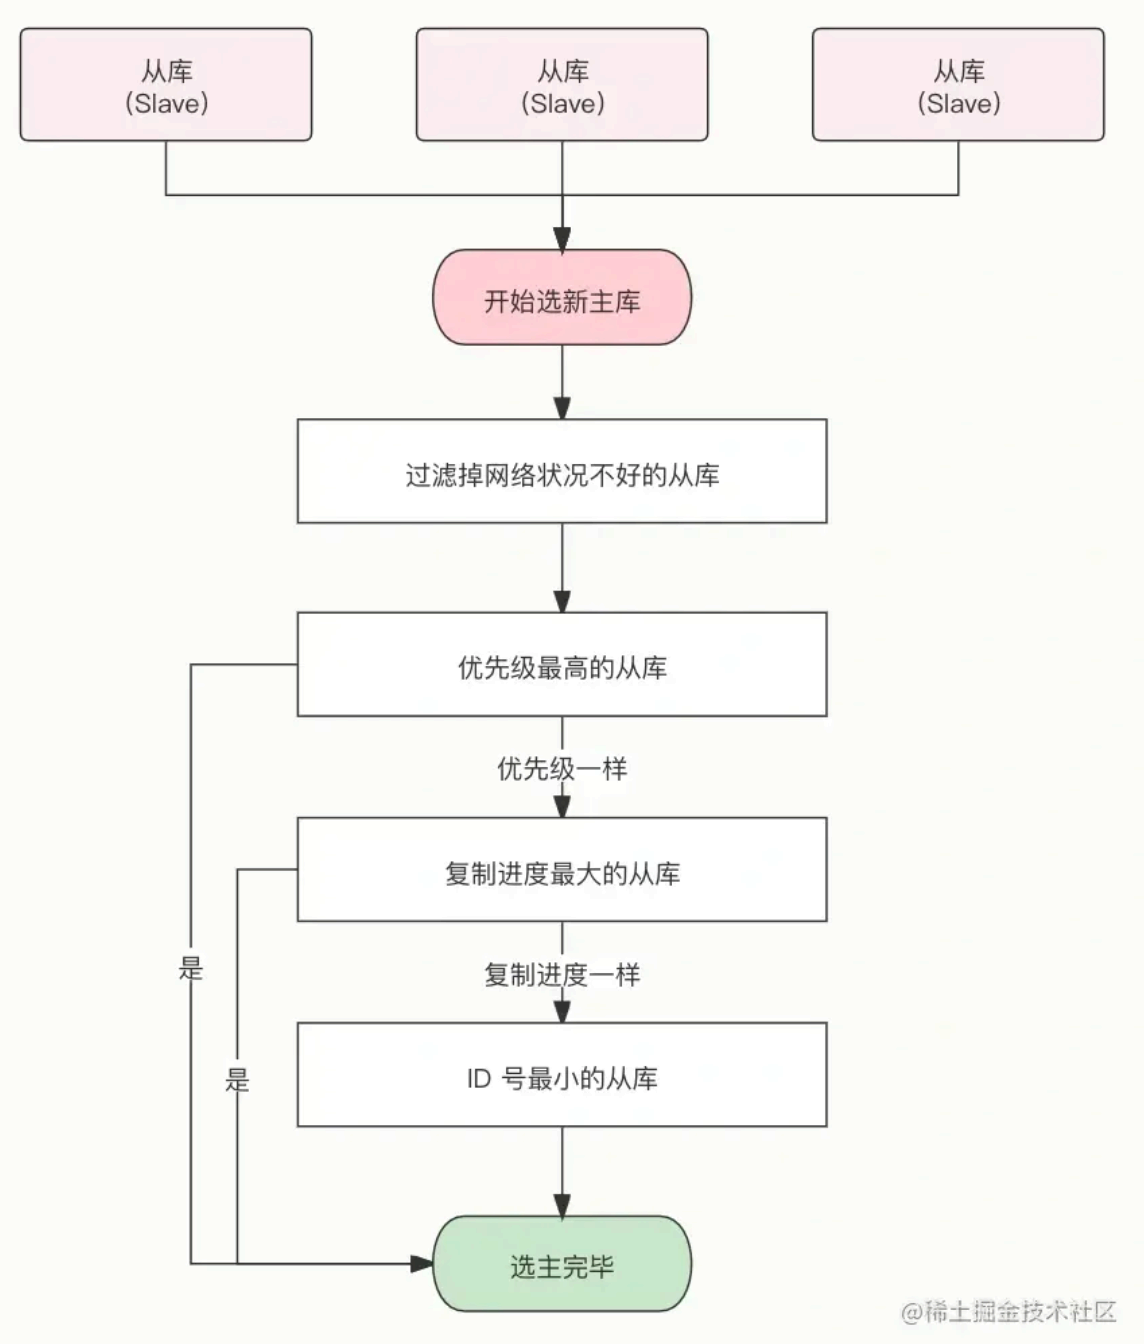 从库
(Slave)
从库
(Slave)
从库
(Slave)
开始选新主库
过滤掉网络状况不好的从库
优先级最高的从库
优先级一样
复制进度最大的从库
是
复制进度一样
是
ID 号最小的从库
选主完毕
@稀土掘金技术社区